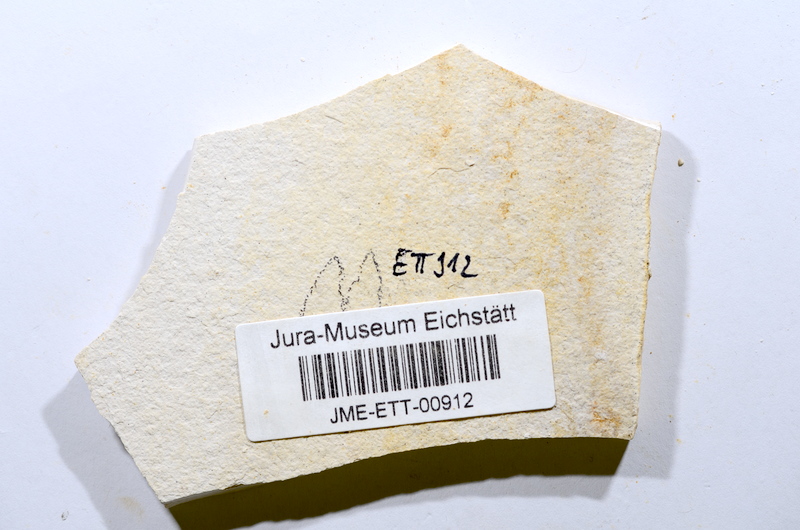 ETT 912
Jura-Museum Eichstätt
JME-ETT-00912